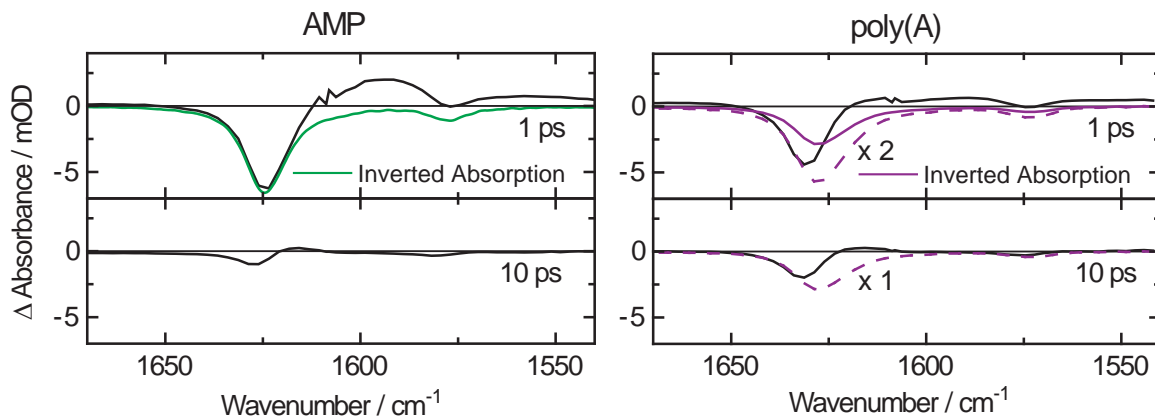 AMP
poly(A)
Δ Absorbance / mOD
0
-5
1 ps
Inverted Absorption
0
-5
10 ps
1650
1600
1550
Wavenumber / cm-1
0
-5
1 ps
x 2
Inverted Absorption
0
-5
x 1
10 ps
1650
1600
1550
Wavenumber / cm-1